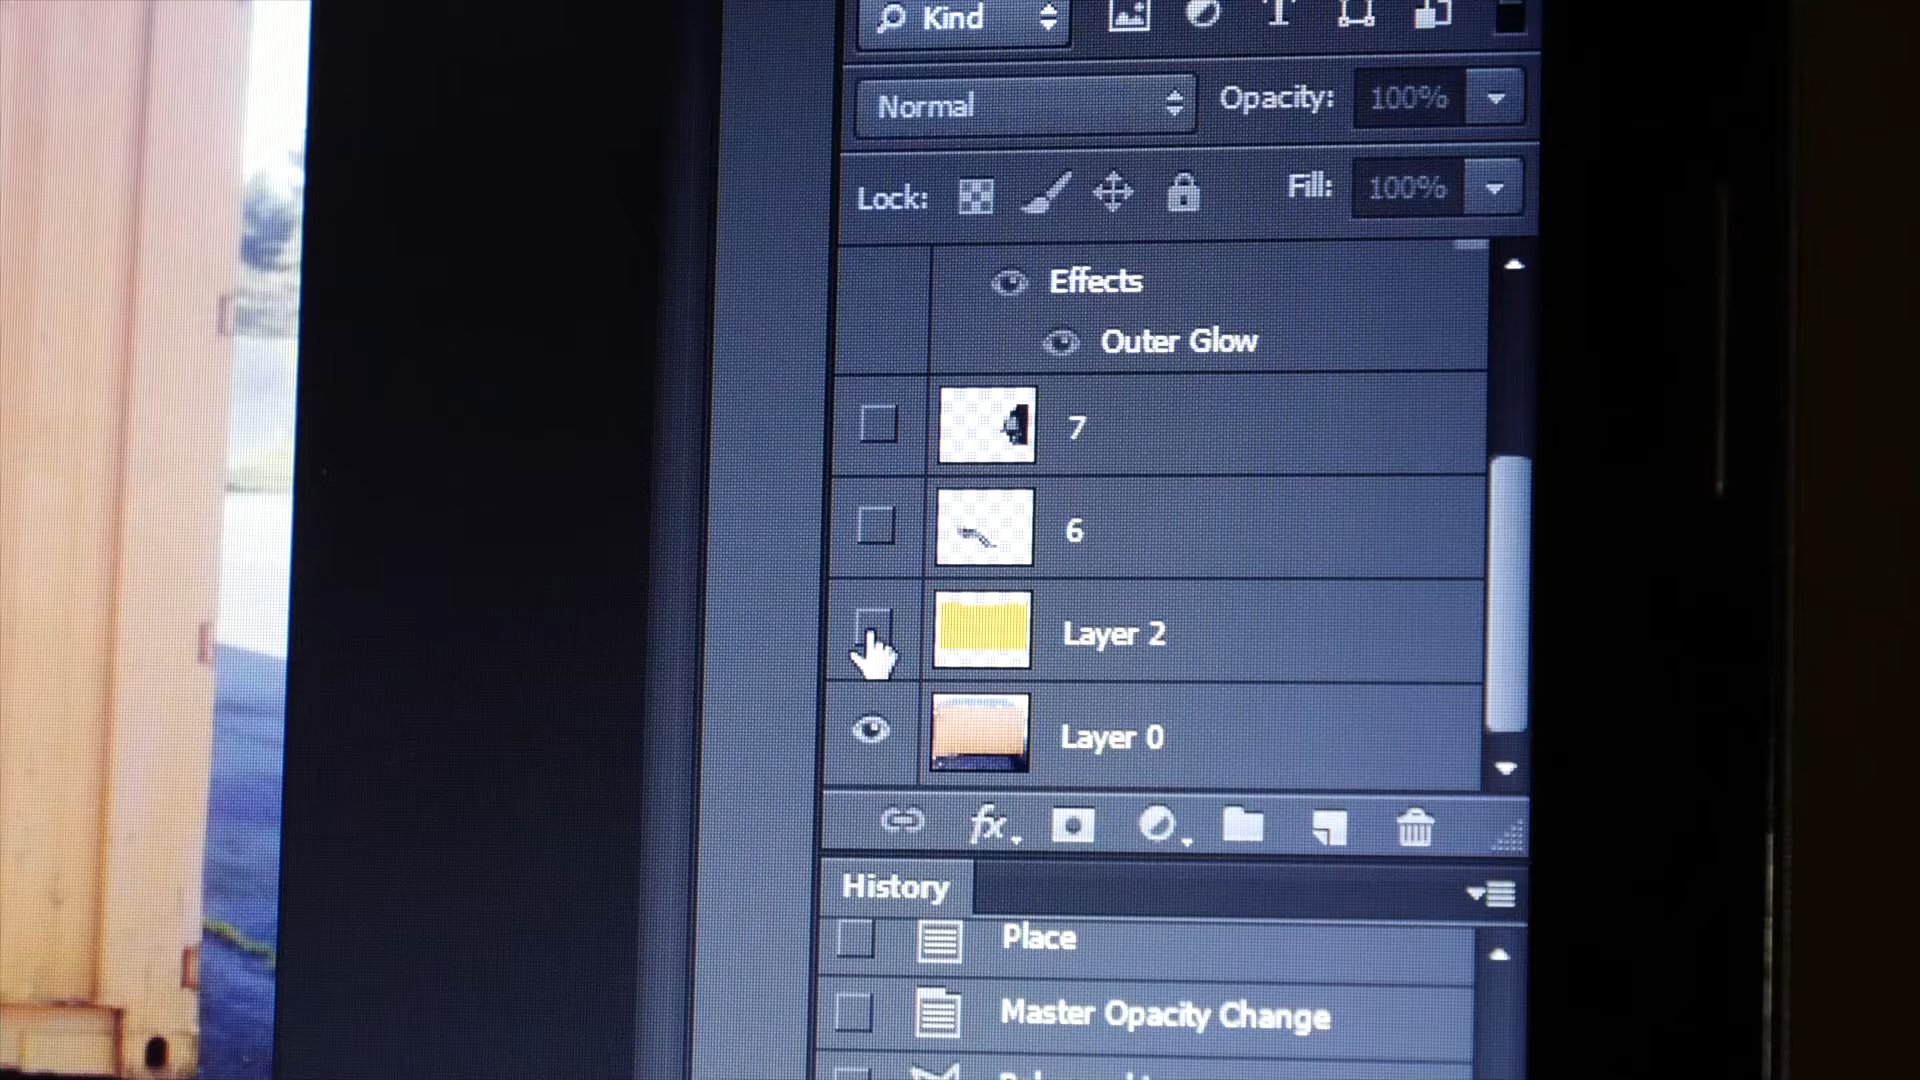 Kind
Normal
Opacity: 100%
Lock:
Fill: 100%
Effects
Outer Glow
7
6
Layer 2
Layer 0
fx
History
Place
Master Opacity Change